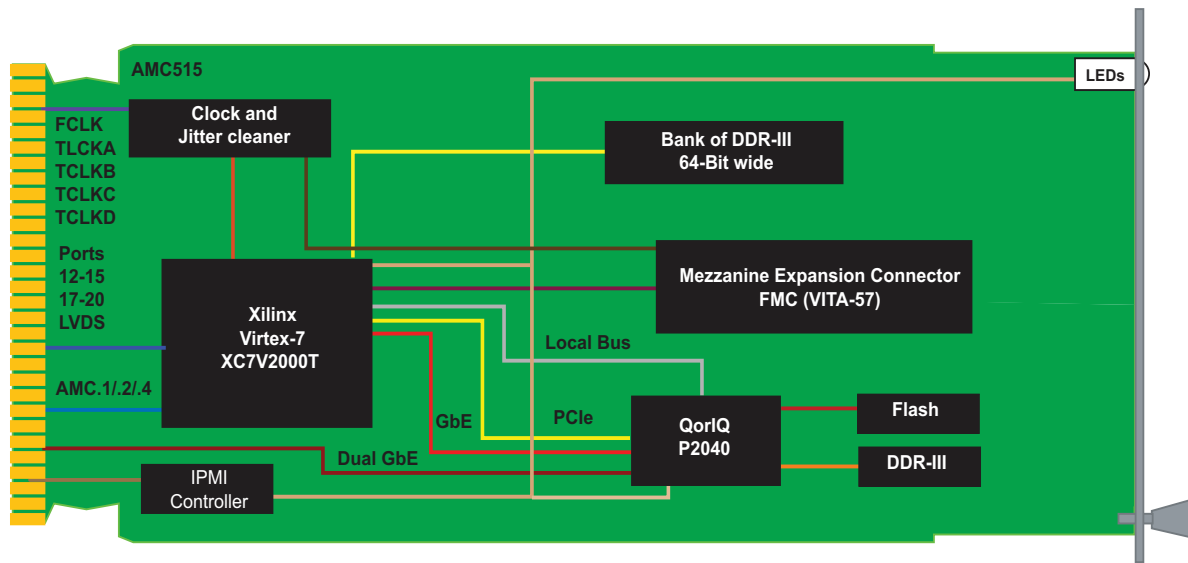 AMC515
LEDs
Clock and
Jitter cleaner
FCLK
TLCKA
TCLKB
TCLKC
TCLKD
Bank of DDR-III
64-Bit wide
Ports
12-15
17-20
LVDS
Mezzanine Expansion Connector
FMC (VITA-57)
Xilinx
Virtex-7
XC7V2000T
Local Bus
AMC.1/.2/.4
GbE
PCIe
QorIQ
P2040
Flash
Dual GbE
DDR-III
IPMI
Controller